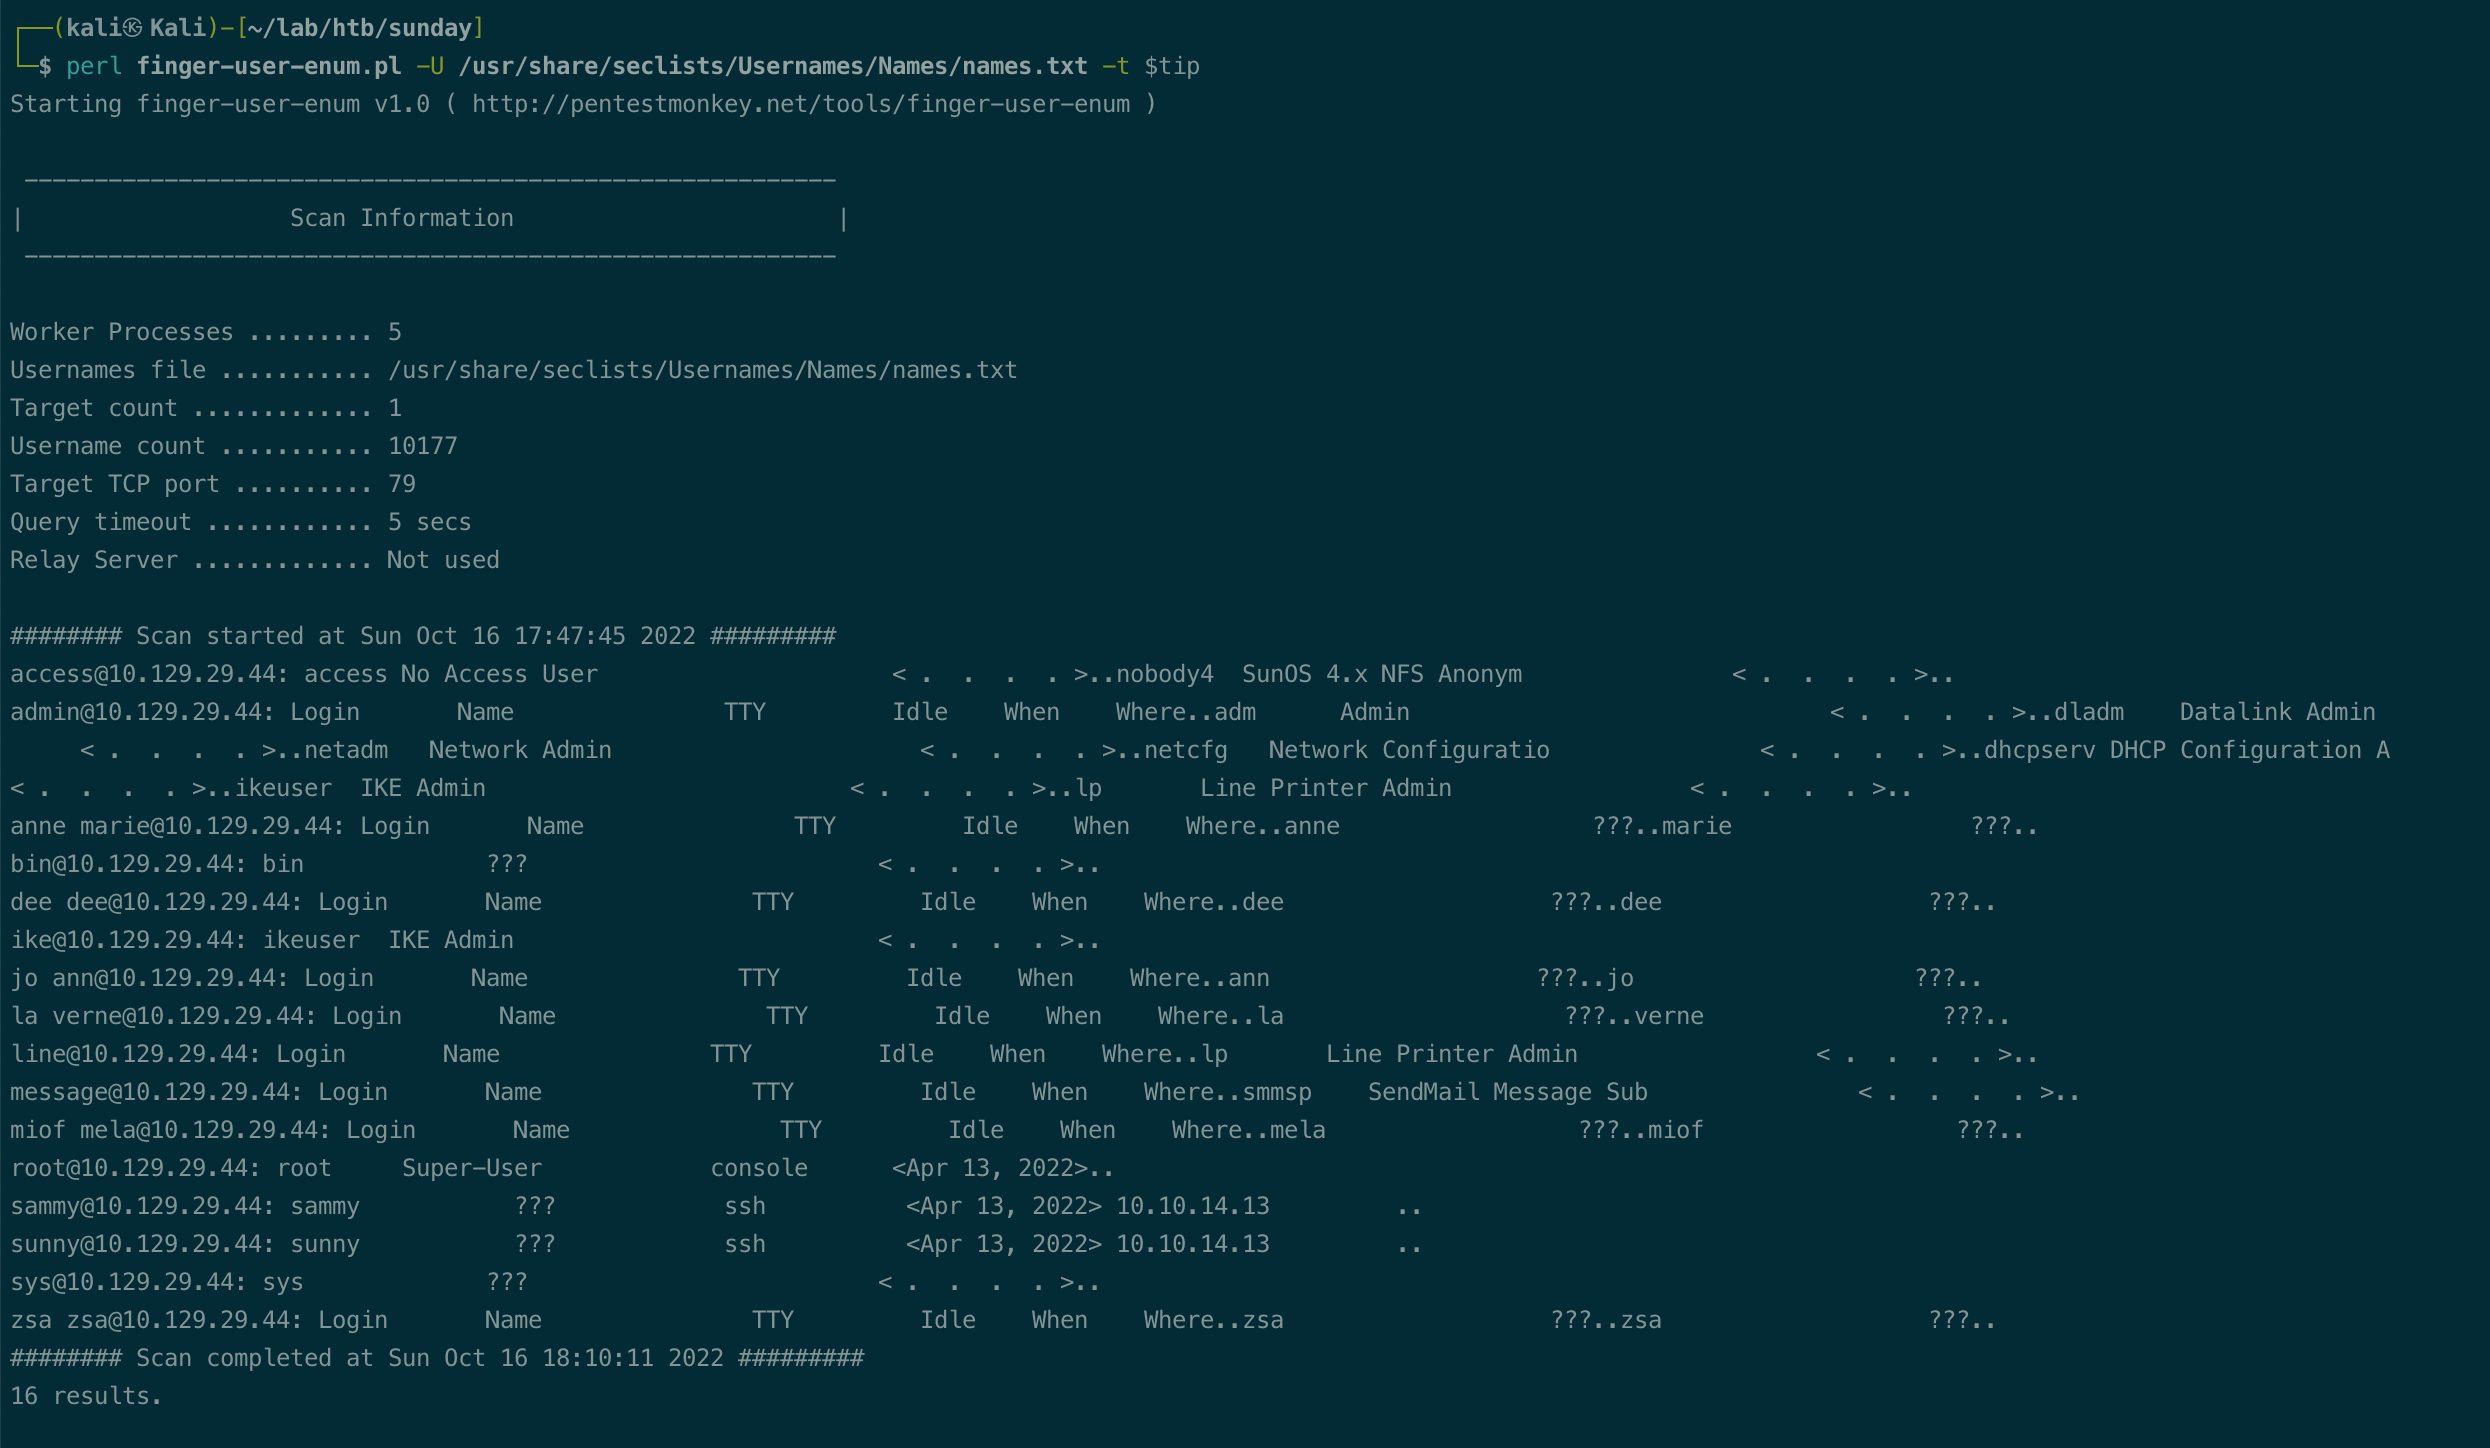 ┌──(kali㉿Kali)-[~/lab/htb/sunday]
└─$ perl finger-user-enum.pl -U /usr/share/seclists/Usernames/Names/names.txt -t $tip
Starting finger-user-enum v1.0 ( http://pentestmonkey.net/tools/finger-user-enum )
 ----------------------------------------------------------
|                   Scan Information                       |
 ----------------------------------------------------------
Worker Processes ......... 5
Usernames file ........... /usr/share/seclists/Usernames/Names/names.txt
Target count ............. 1
Username count ........... 10177
Target TCP port .......... 79
Query timeout ............ 5 secs
Relay Server ............. Not used
######## Scan started at Sun Oct 16 17:47:45 2022 #########
access@10.129.29.44: access No Access User                     < .  .  .  . >..nobody4  SunOS 4.x NFS Anonym               < .  .  .  . >..
admin@10.129.29.44: Login       Name               TTY         Idle    When    Where..adm      Admin                              < .  .  .  . >..dladm    Datalink Admin
     < .  .  .  . >..netadm   Network Admin                      < .  .  .  . >..netcfg   Network Configuratio               < .  .  .  . >..dhcpserv DHCP Configuration A
< .  .  .  . >..ikeuser  IKE Admin                          < .  .  .  . >..lp       Line Printer Admin                 < .  .  .  . >..
anne marie@10.129.29.44: Login       Name               TTY         Idle    When    Where..anne                  ???..marie                 ???..
bin@10.129.29.44: bin             ???                         < .  .  .  . >..
dee dee@10.129.29.44: Login       Name               TTY         Idle    When    Where..dee                   ???..dee                   ???..
ike@10.129.29.44: ikeuser  IKE Admin                          < .  .  .  . >..
jo ann@10.129.29.44: Login       Name               TTY         Idle    When    Where..ann                   ???..jo                    ???..
la verne@10.129.29.44: Login       Name               TTY         Idle    When    Where..la                    ???..verne                 ???..
line@10.129.29.44: Login       Name               TTY         Idle    When    Where..lp       Line Printer Admin                 < .  .  .  . >..
message@10.129.29.44: Login       Name               TTY         Idle    When    Where..smmsp    SendMail Message Sub               < .  .  .  . >..
miof mela@10.129.29.44: Login       Name               TTY         Idle    When    Where..mela                  ???..miof                  ???..
root@10.129.29.44: root     Super-User            console      <Apr 13, 2022>..
sammy@10.129.29.44: sammy           ???            ssh          <Apr 13, 2022> 10.10.14.13         ..
sunny@10.129.29.44: sunny           ???            ssh          <Apr 13, 2022> 10.10.14.13         ..
sys@10.129.29.44: sys             ???                         < .  .  .  . >..
zsa zsa@10.129.29.44: Login       Name               TTY         Idle    When    Where..zsa                   ???..zsa                   ???..
######## Scan completed at Sun Oct 16 18:10:11 2022 #########
16 results.